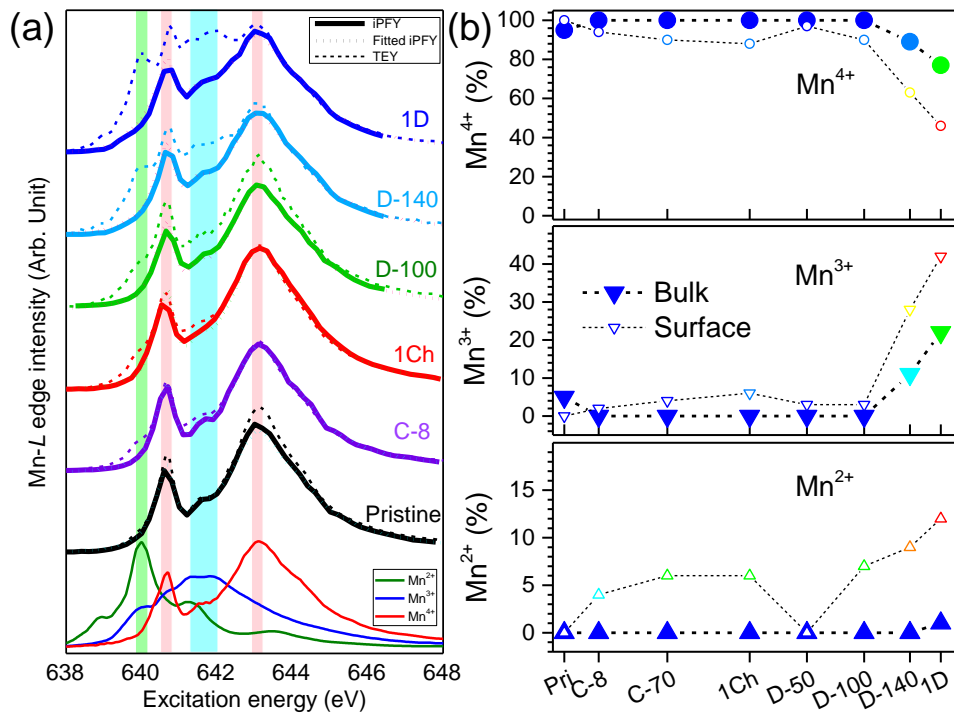 (a)
iPFY
Fitted iPFY
TEY
1D
D-140
D-100
1Ch
C-8
Pristine
Mn2+
Mn3+
Mn4+
Mn-L edge intensity (Arb. Unit)
638 640 642 644 646 648
Excitation energy (eV)
(b)
100
80
60
40
20
0
Mn4+ (%)
Mn4+
40
30
20
10
0
Mn3+ (%)
Mn3+
Bulk
Surface
15
10
5
0
Mn2+ (%)
Mn2+
Pri C-8 C-70 1Ch D-50 D-100 D-140 1D